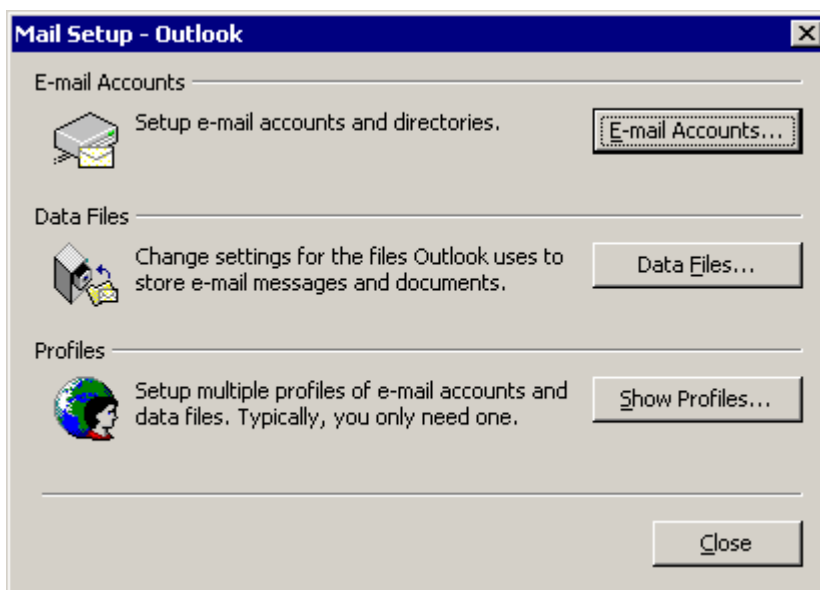 Mail Setup - Outlook
E-mail Accounts
Setup e-mail accounts and directories.
E-mail Accounts...
Data Files
Change settings for the files Outlook uses to
store e-mail messages and documents.
Data Files...
Profiles
Setup multiple profiles of e-mail accounts and
data files. Typically, you only need one.
Show Profiles...
Close